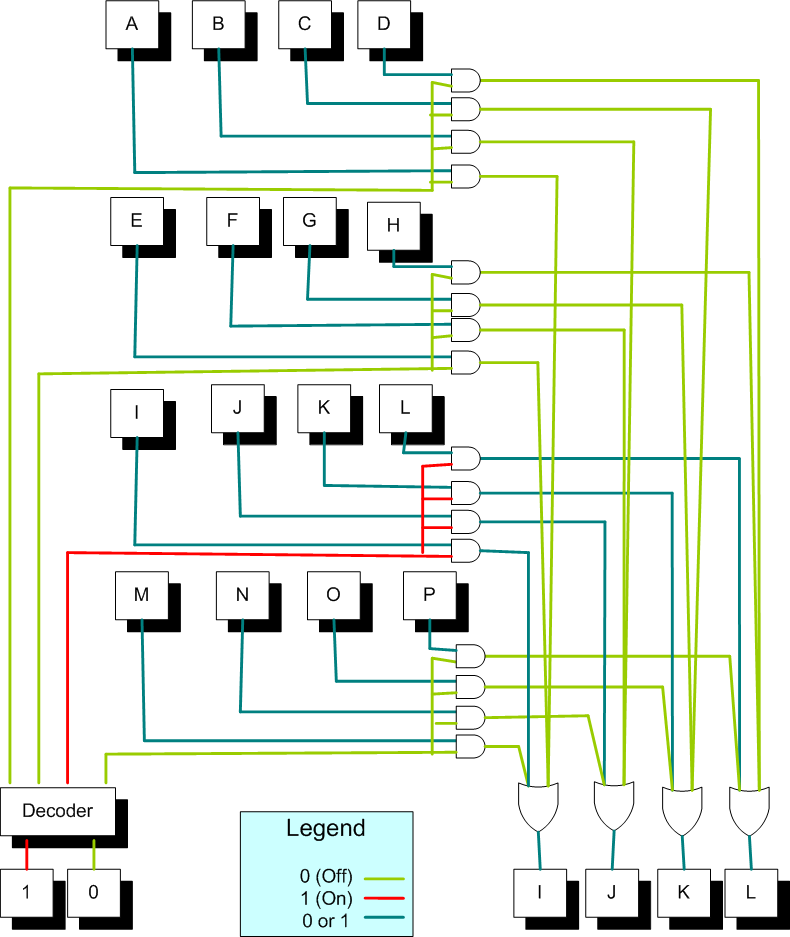 A B C D
E F G H
I J K L
M N O P
Decoder
1 0
Legend
0 (Off)
1 (On)
0 or 1
I J K L